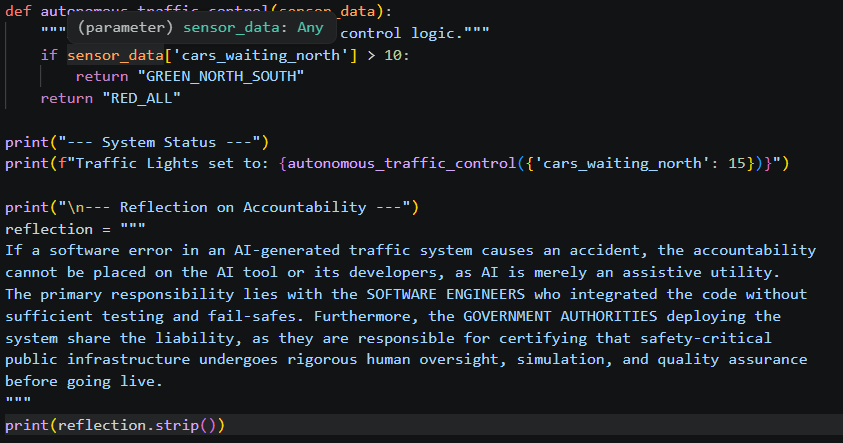 def autonomous_traffic_control(sensor_data):
(parameter) sensor_data: Any
""" control logic."""
if sensor_data['cars_waiting_north'] > 10:
return "GREEN_NORTH_SOUTH"
return "RED_ALL"
print("--- System Status ---")
print(f"Traffic Lights set to: {autonomous_traffic_control({'cars_waiting_north': 15})}")
print("\n--- Reflection on Accountability ---")
reflection = """
If a software error in an AI-generated traffic system causes an accident, the accountability
cannot be placed on the AI tool or its developers, as AI is merely an assistive utility.
The primary responsibility lies with the SOFTWARE ENGINEERS who integrated the code without
sufficient testing and fail-safes. Furthermore, the GOVERNMENT AUTHORITIES deploying the
system share the liability, as they are responsible for certifying that safety-critical
public infrastructure undergoes rigorous human oversight, simulation, and quality assurance
before going live.
"""
print(reflection.strip())